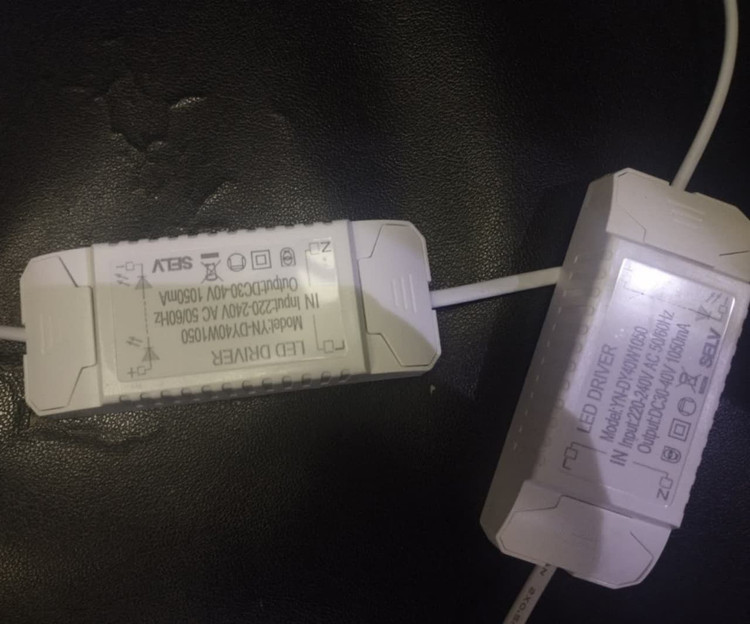 LED DRIVER
Model:YN-DY40W1050
IN Input:220-240V AC 50/60Hz
Output:DC30-40V 1050mA
SELV
L
N
+
-
LED DRIVER
Model:YN-DY40W1050
IN Input:220-240V AC 50/60Hz
Output:DC30-40V 1050mA
SELV
L
N